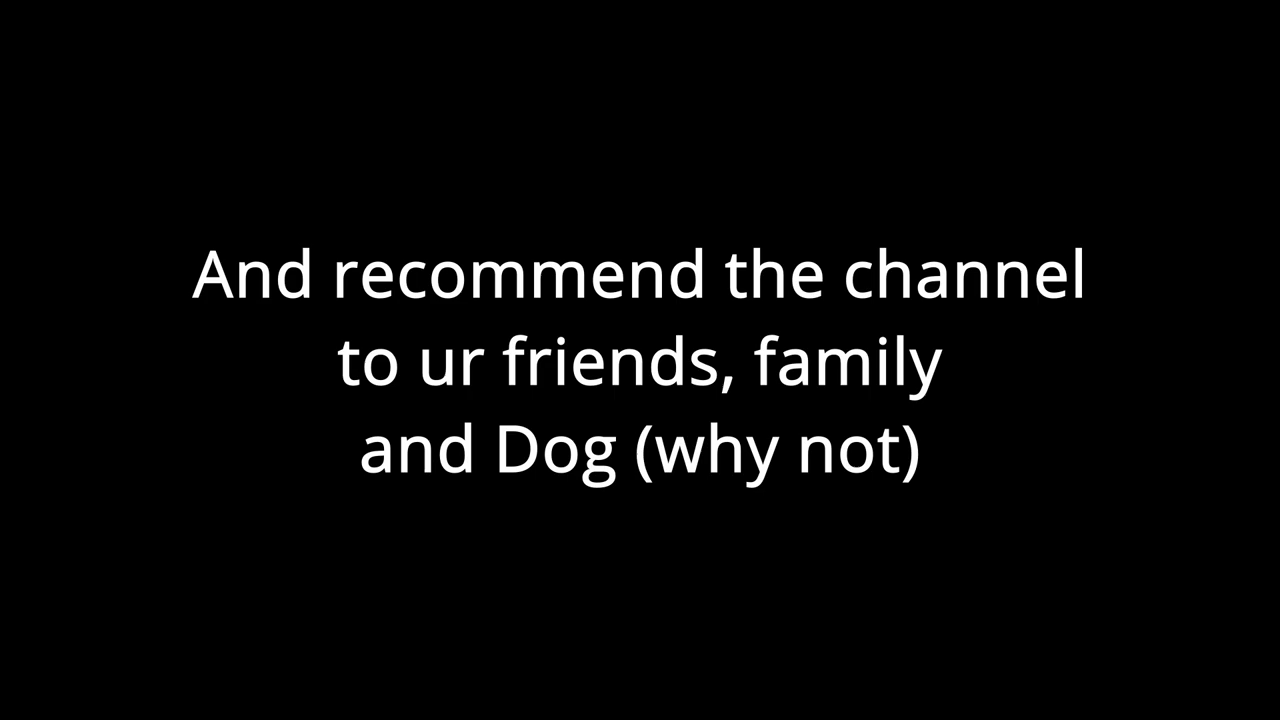 And recommend the channel
to ur friends, family
and Dog (why not)